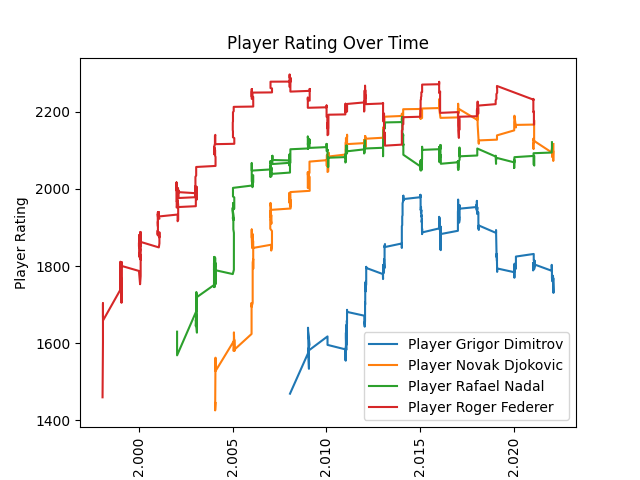 Player Rating Over Time
Player Rating
2200
2000
1800
1600
1400
2.000
2.005
2.010
2.015
2.020
Player Grigor Dimitrov
Player Novak Djokovic
Player Rafael Nadal
Player Roger Federer